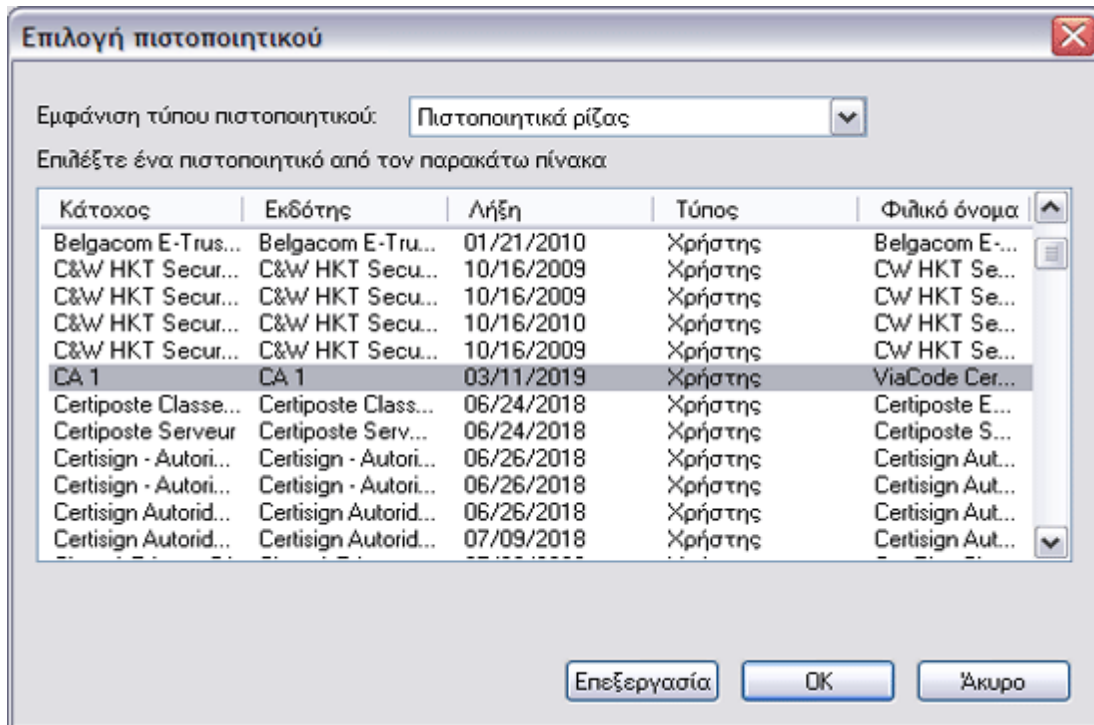 Επιλογή πιστοποιητικού
Εμφάνιση τύπου πιστοποιητικού: Πιστοποιητικά ρίζας
Επιλέξτε ένα πιστοποιητικό από τον παρακάτω πίνακα
Κάτοχος Εκδότης Λήξη Τύπος Φιλικό όνομα
Belgacom E-Trus... Belgacom E-Tru... 01/21/2010 Χρήστης Belgacom E-...
C&W HKT Secur... C&W HKT Secu... 10/16/2009 Χρήστης CW HKT Se...
C&W HKT Secur... C&W HKT Secu... 10/16/2009 Χρήστης CW HKT Se...
C&W HKT Secur... C&W HKT Secu... 10/16/2010 Χρήστης CW HKT Se...
C&W HKT Secur... C&W HKT Secu... 10/16/2009 Χρήστης CW HKT Se...
CA 1 CA 1 03/11/2019 Χρήστης ViaCode Cer...
Certiposte Classe... Certiposte Class... 06/24/2018 Χρήστης Certiposte E...
Certiposte Serveur Certiposte Serv... 06/24/2018 Χρήστης Certiposte S...
Certisign - Autori... Certisign - Autori... 06/26/2018 Χρήστης Certisign Aut...
Certisign - Autori... Certisign - Autori... 06/26/2018 Χρήστης Certisign Aut...
Certisign Autorid... Certisign Autorid... 06/26/2018 Χρήστης Certisign Aut...
Certisign Autorid... Certisign Autorid... 07/09/2018 Χρήστης Certisign Aut...
Επεξεργασία OK Άκυρο